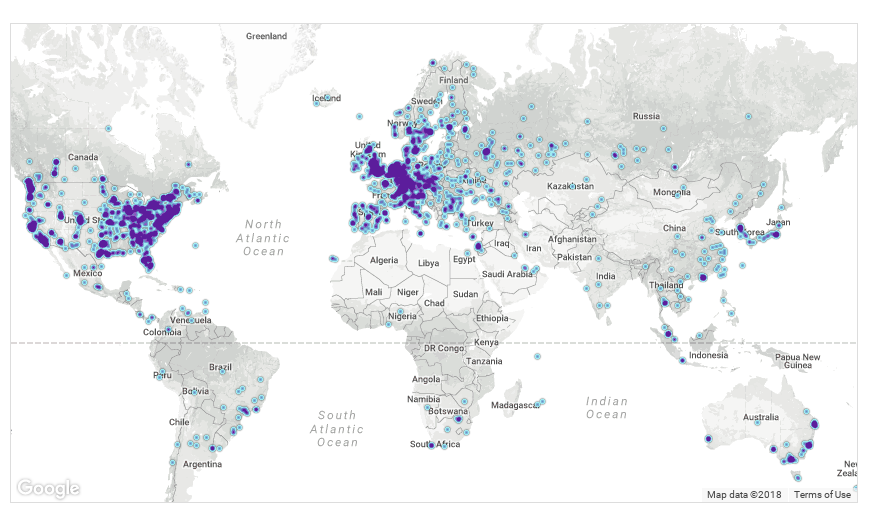 Greenland
Iceland
Finland
Sweden
Norway
Russia
United
Kingdom
Canada
Kazakhstan
Mongolia
United Sta
North
Atlantic
Ocean
Turkey
China
South Korea
Japan
Iraq
Iran
Afghanistan
Pakistan
Algeria
Libya
Egypt
Saudi Arabia
Mexico
India
Mali
Niger
Chad
Sudan
Thailand
Nigeria
Ethiopia
Venezuela
Colombia
DR Congo
Kenya
Tanzania
Indonesia
Papua New
Guinea
Peru
Brazil
Angola
Bolivia
Namibia
Botswana
Madagascar
Indian
Ocean
South
Atlantic
Ocean
Chile
Australia
South Africa
Argentina
Nev
Zeala
Google
Map data ©2018
Terms of Use